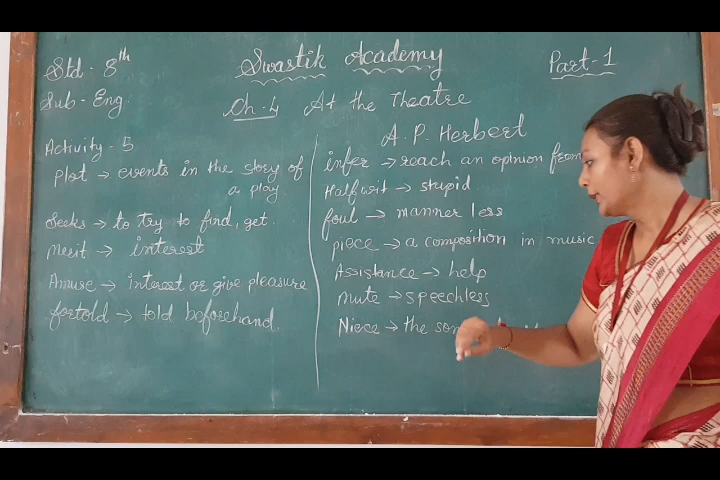 Std - 8th
Swastik Academy
Part-1
Sub - Eng.
Ch-4 At the Theatre
A. P. Herbert
Activity - 5
Plot → events in the story of
a play
Seeks → to try to find, get.
Merit → interest
Amuse → interest or give pleasure
fortold → told beforehand.
infer → reach an opinion from
Half wit → stupid
foul → manner less
piece → a composition in music
Assistance → help
Mute → speechless
Niece → the